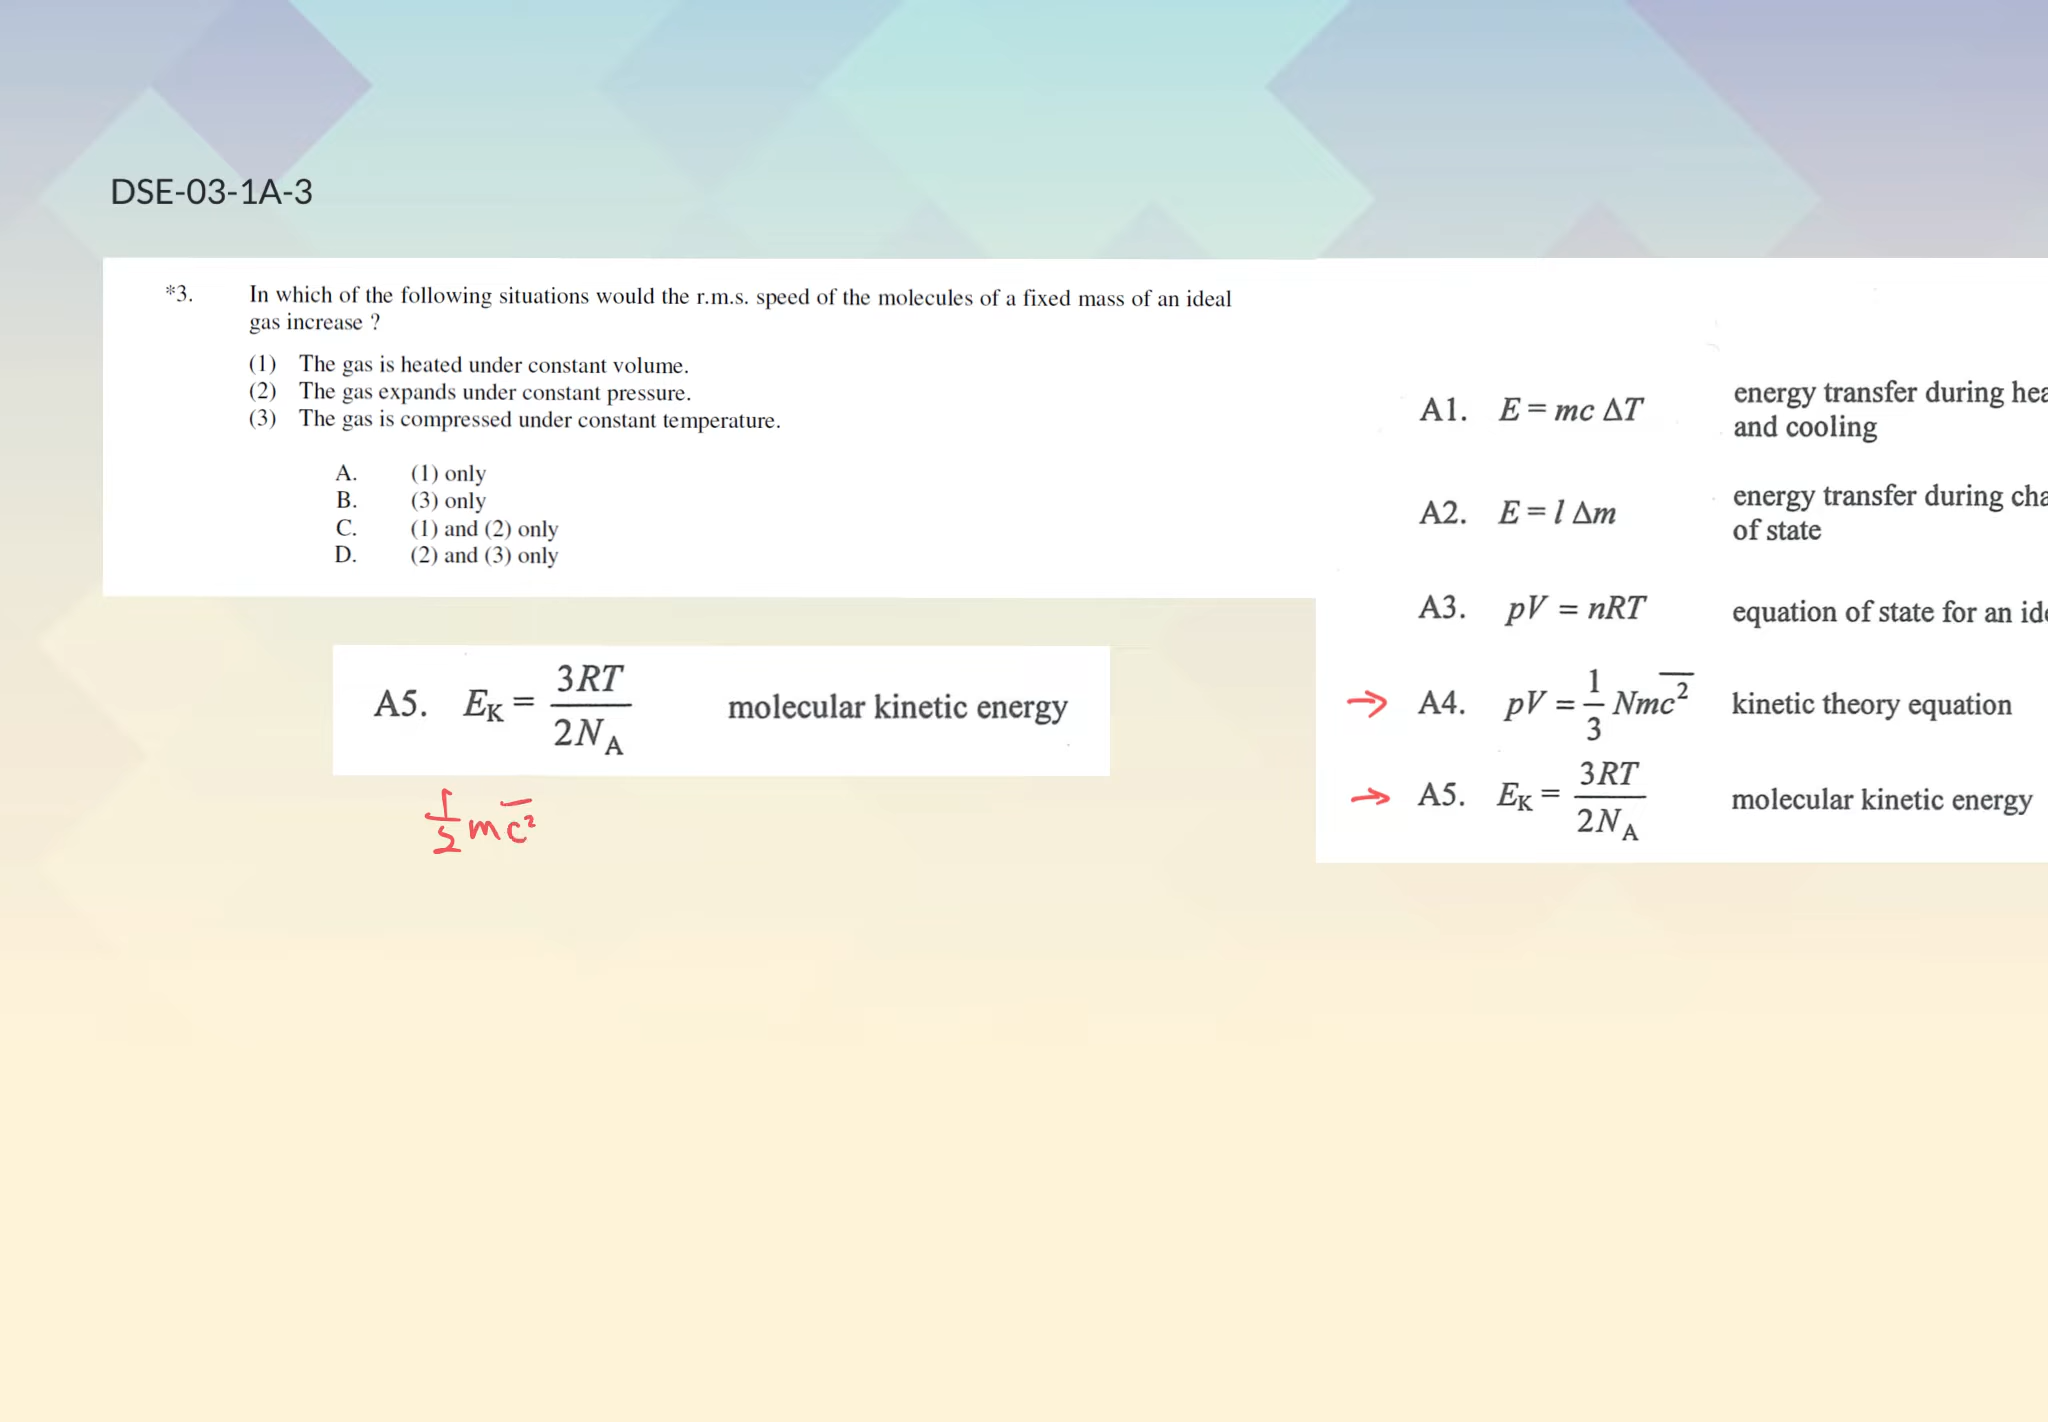 DSE-03-1A-3
*3. In which of the following situations would the r.m.s. speed of the molecules of a fixed mass of an ideal
gas increase ?
(1) The gas is heated under constant volume.
(2) The gas expands under constant pressure.
(3) The gas is compressed under constant temperature.
A. (1) only
B. (3) only
C. (1) and (2) only
D. (2) and (3) only
A5. E_K = 3RT / 2N_A molecular kinetic energy
½ m c̅²
A1. E = mc ΔT energy transfer during
and cooling
A2. E = l Δm energy transfer during
of state
A3. pV = nRT equation of state for an
→ A4. pV = 1/3 Nmc̅² kinetic theory equation
→ A5. E_K = 3RT / 2N_A molecular kinetic energy